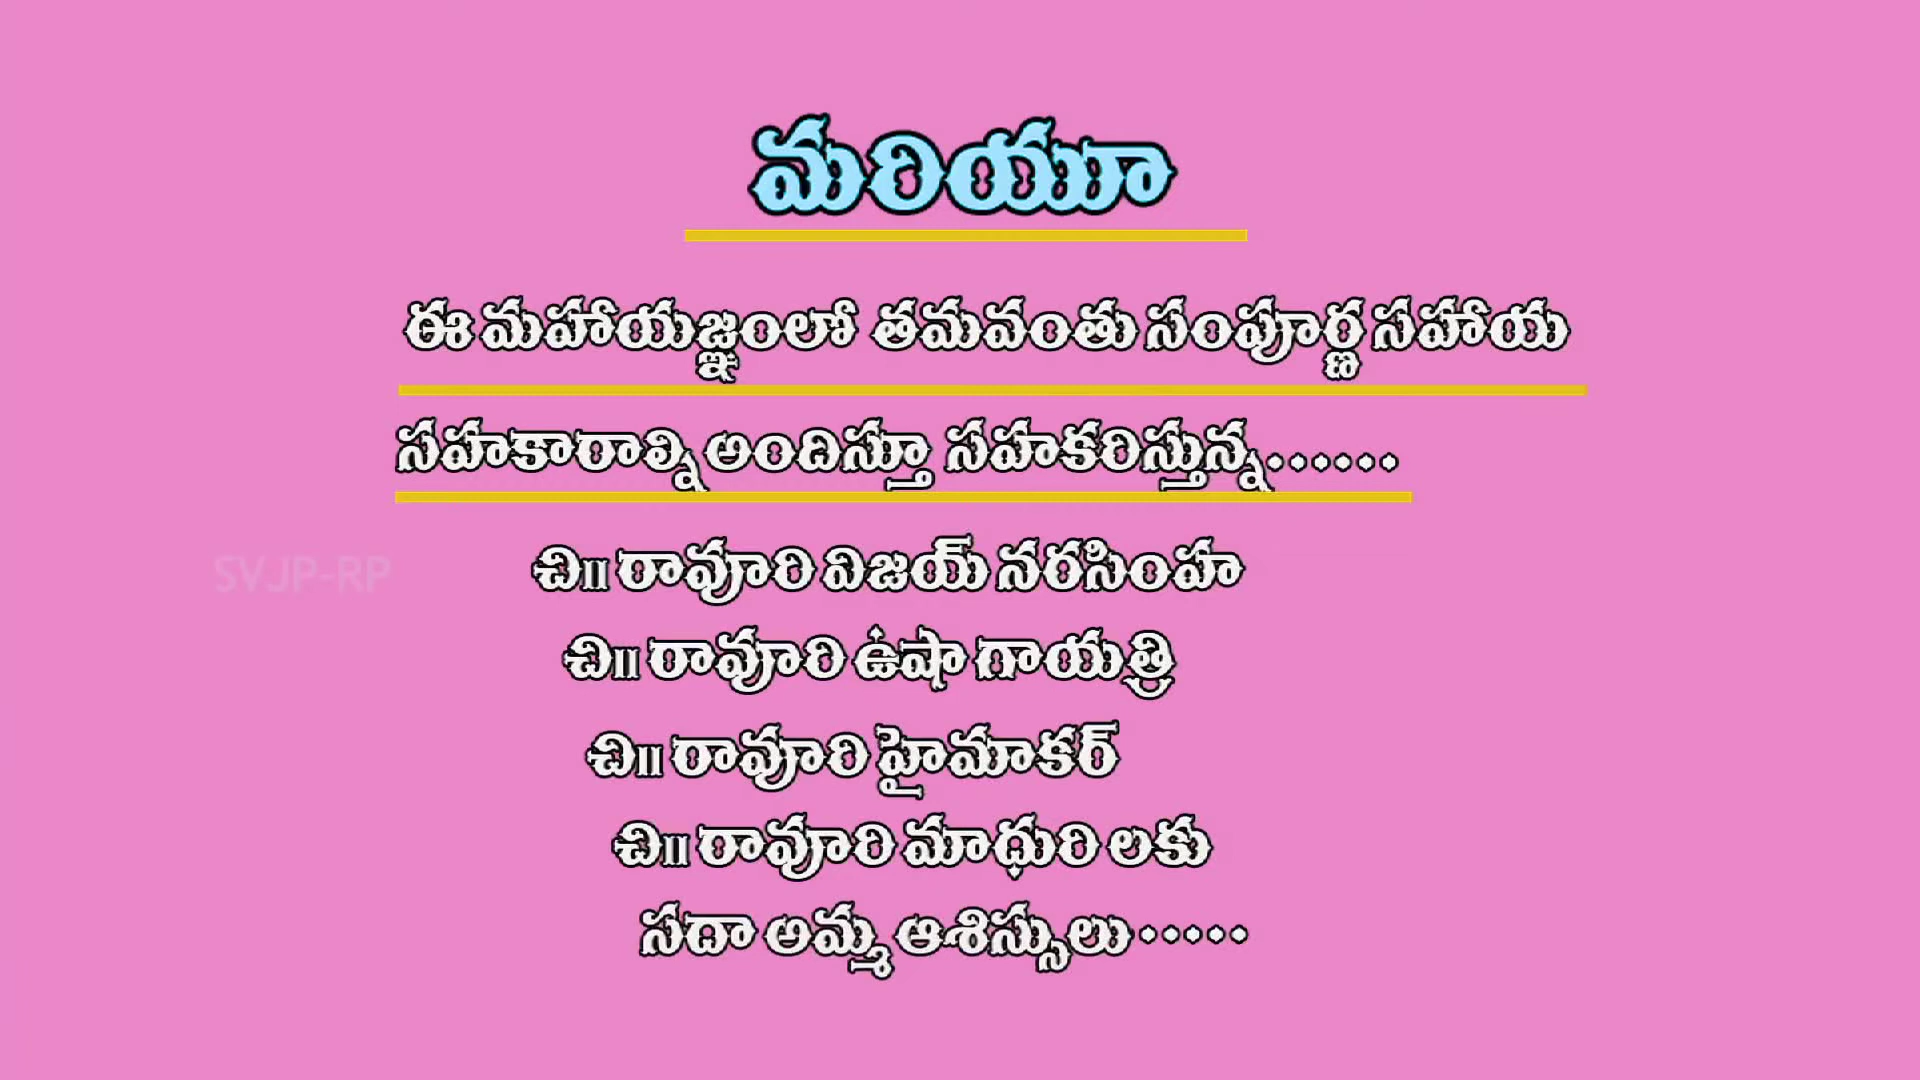 మరియూ
ఈ మహాయజ్ఞంలో తమవంతు సంపూర్ణ సహాయ
సహకారాల్ని అందిస్తూ సహకరిస్తున్న......
SVJP-RP
చి॥ రావూరి విజయ్ నరసింహ
చి॥ రావూరి ఉషా గాయత్రి
చి॥ రావూరి హైమాకర్
చి॥ రావూరి మాధురి లకు
సదా అమ్మ ఆశిస్సులు.....